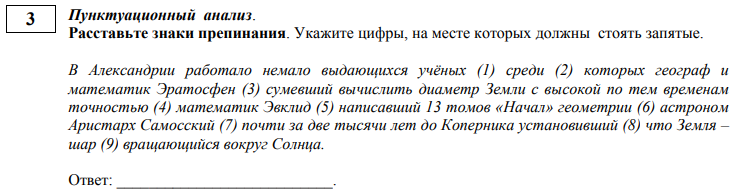 3
Пунктуационный анализ.
Расставьте знаки препинания. Укажите цифры, на месте которых должны стоять запятые.
В Александрии работало немало выдающихся учёных (1) среди (2) которых географ и
математик Эратосфен (3) сумевший вычислить диаметр Земли с высокой по тем временам
точностью (4) математик Эвклид (5) написавший 13 томов «Начал» геометрии (6) астроном
Аристарх Самосский (7) почти за две тысячи лет до Коперника установивший (8) что Земля –
шар (9) вращающийся вокруг Солнца.
Ответ: ___________________________.